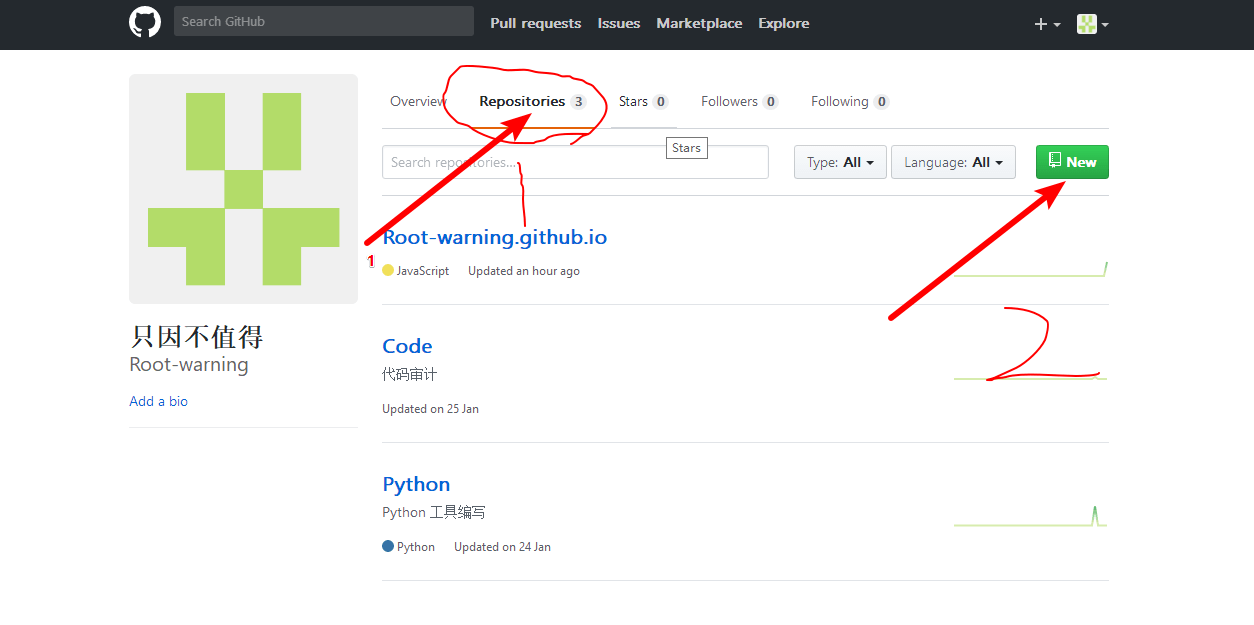 Search GitHub Pull requests Issues Marketplace Explore
Overview Repositories 3 Stars 0 Followers 0 Following 0
Stars
Search repositories... Type: All Language: All New
Root-warning.github.io
1
JavaScript Updated an hour ago
2
只因不值得
Root-warning
Add a bio
Code
代码审计
Updated on 25 Jan
Python
Python 工具编写
Python Updated on 24 Jan